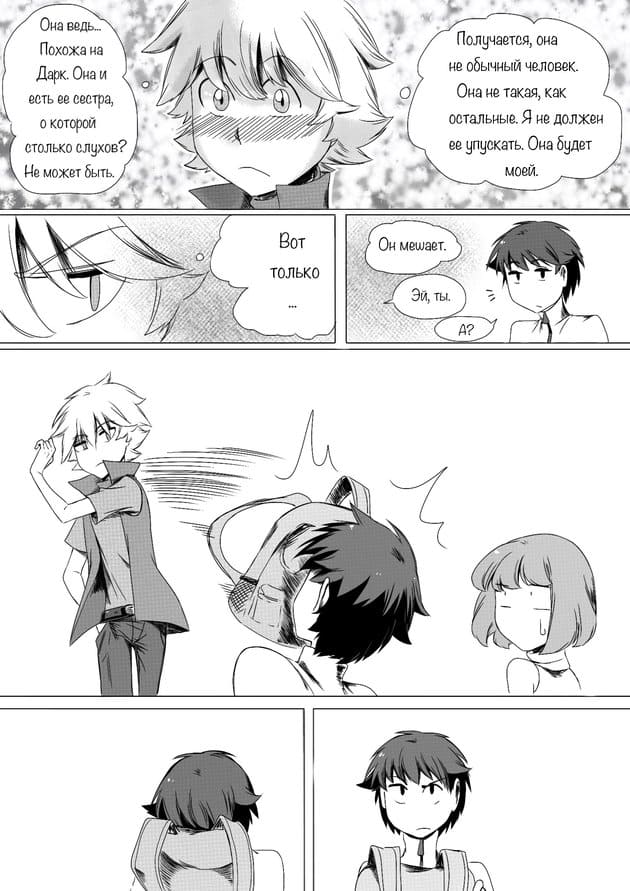 Она ведь...
Похожа на
Дарк. Она и
есть ее сестра,
о которой
столько слухов?
Не может быть.
Получается, она
не обычный человек.
Она не такая, как
остальные. Я не должен
ее упускать. Она будет
моей.
Вот
только
...
Он мешает.
Эй, ты.
А?